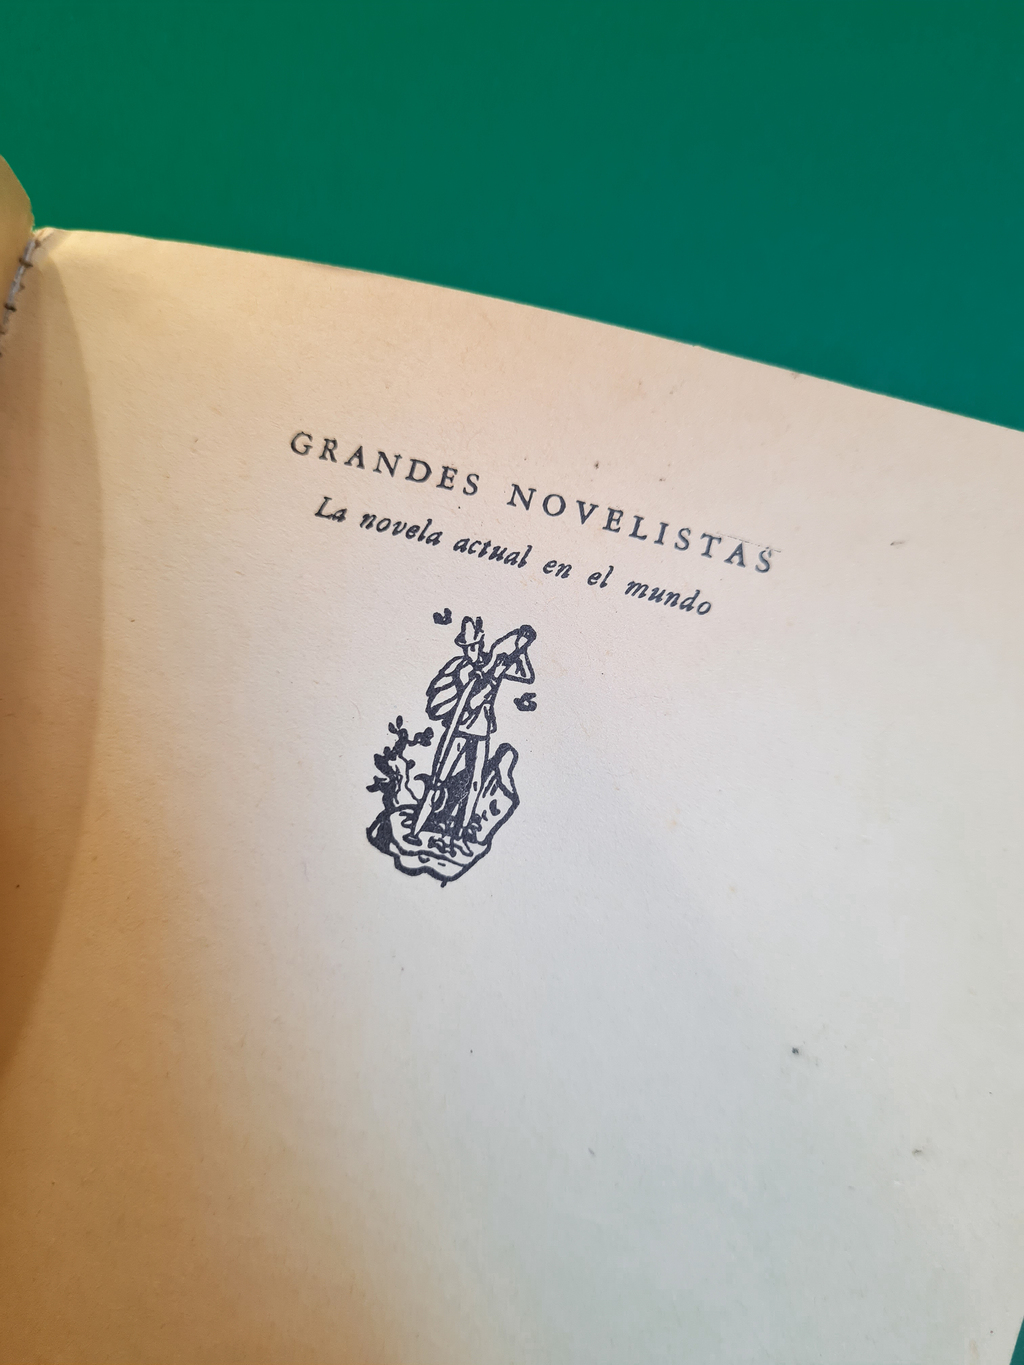 GRANDES NOVELISTAS
La novela actual en el mundo